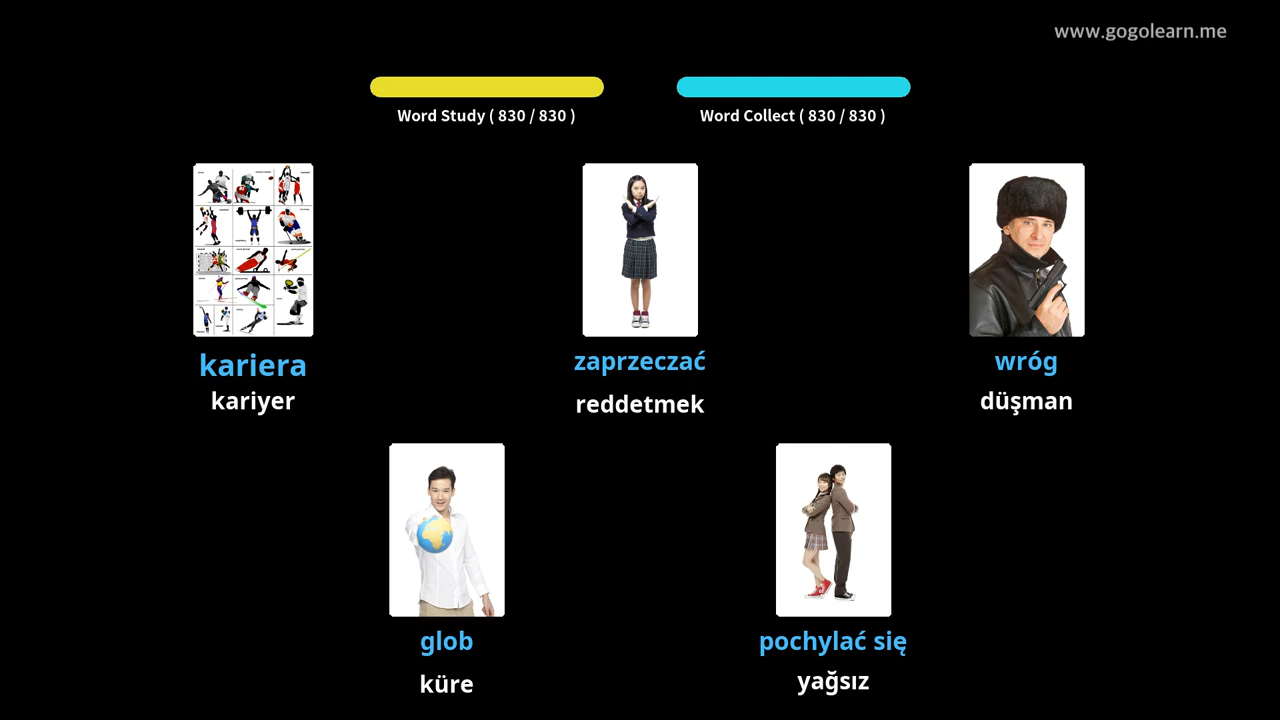 www.gogolearn.me
Word Study ( 830 / 830 )
Word Collect ( 830 / 830 )
kariera
kariyer
zaprzeczać
reddetmek
wróg
düşman
glob
küre
pochylać się
yağsız